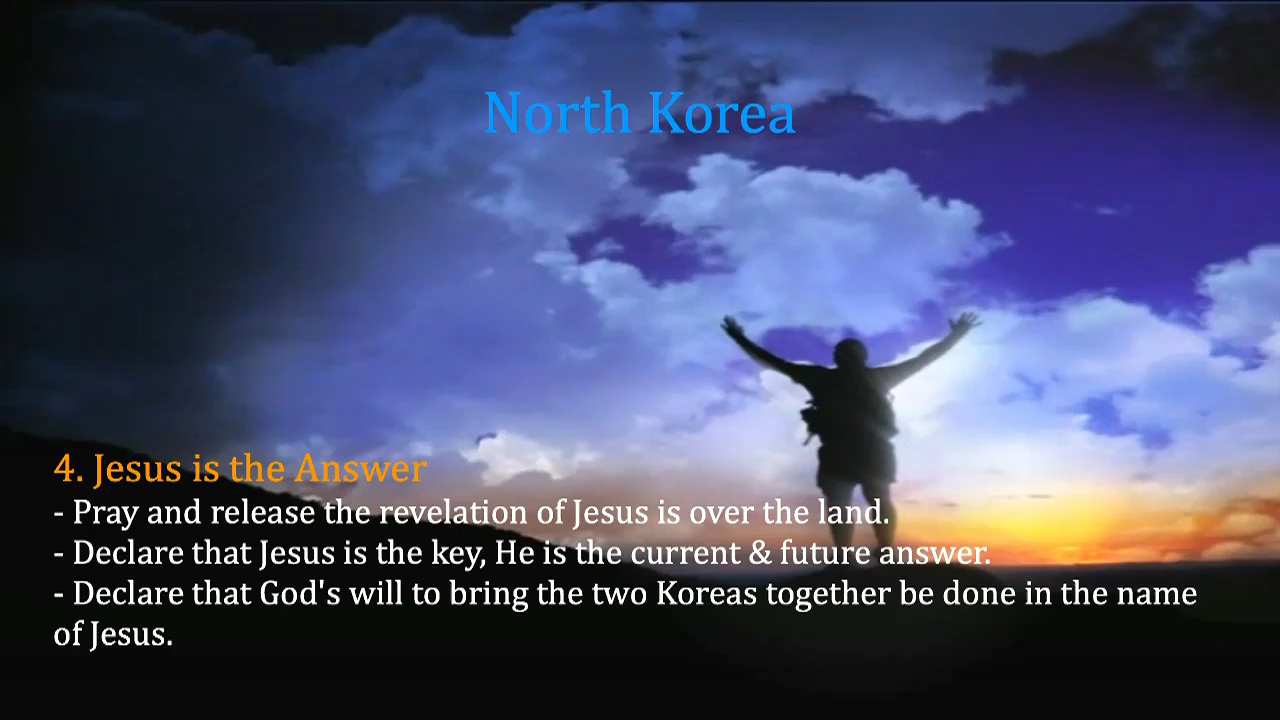 North Korea
4. Jesus is the Answer
- Pray and release the revelation of Jesus is over the land.
- Declare that Jesus is the key, He is the current & future answer.
- Declare that God's will to bring the two Koreas together be done in the name
of Jesus.